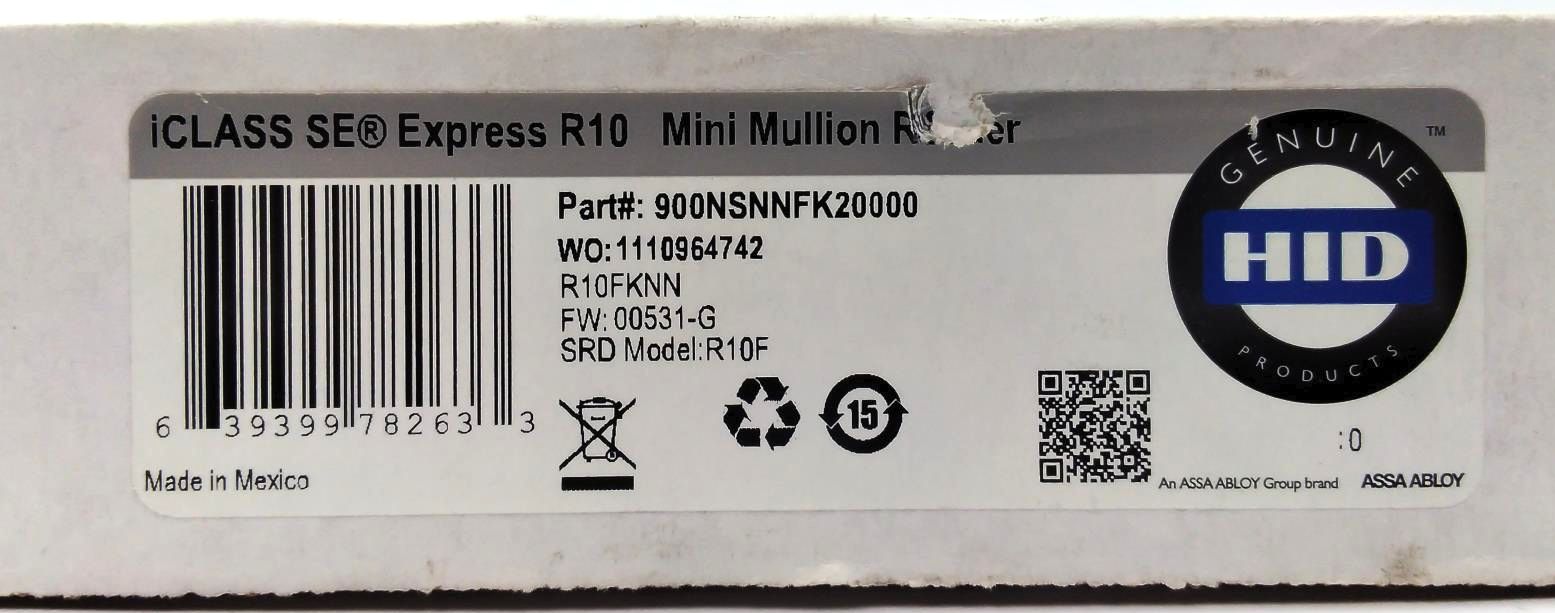 iCLASS SE® Express R10 Mini Mullion
Part#: 900NSNNFK20000
WO:1110964742
R10FKNN
FW: 00531-G
SRD Model:R10F
6 39399 78263 3
Made in Mexico
15
GENUINE
HID
PRODUCTS
TM
:0
An ASSA ABLOY Group brand ASSA ABLOY